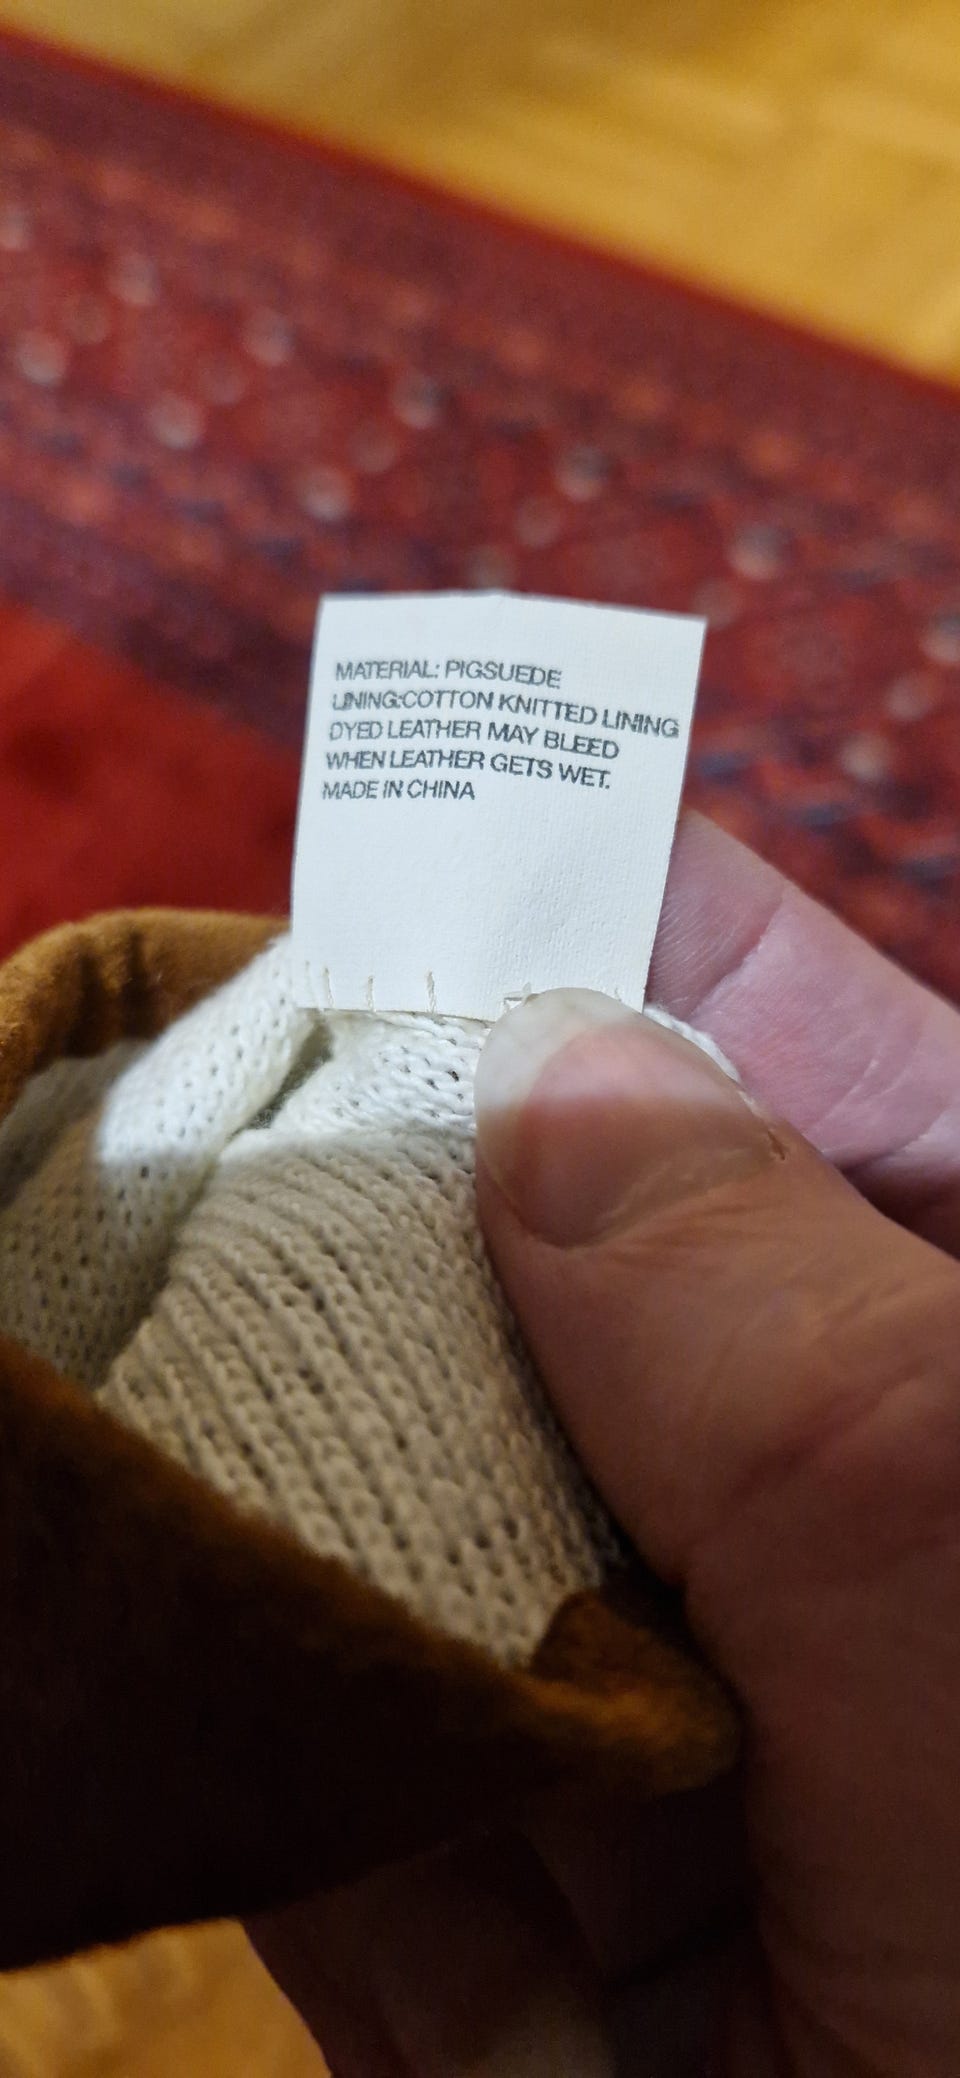 MATERIAL: PIGSUEDE
LINING:COTTON KNITTED LINING
DYED LEATHER MAY BLEED
WHEN LEATHER GETS WET.
MADE IN CHINA